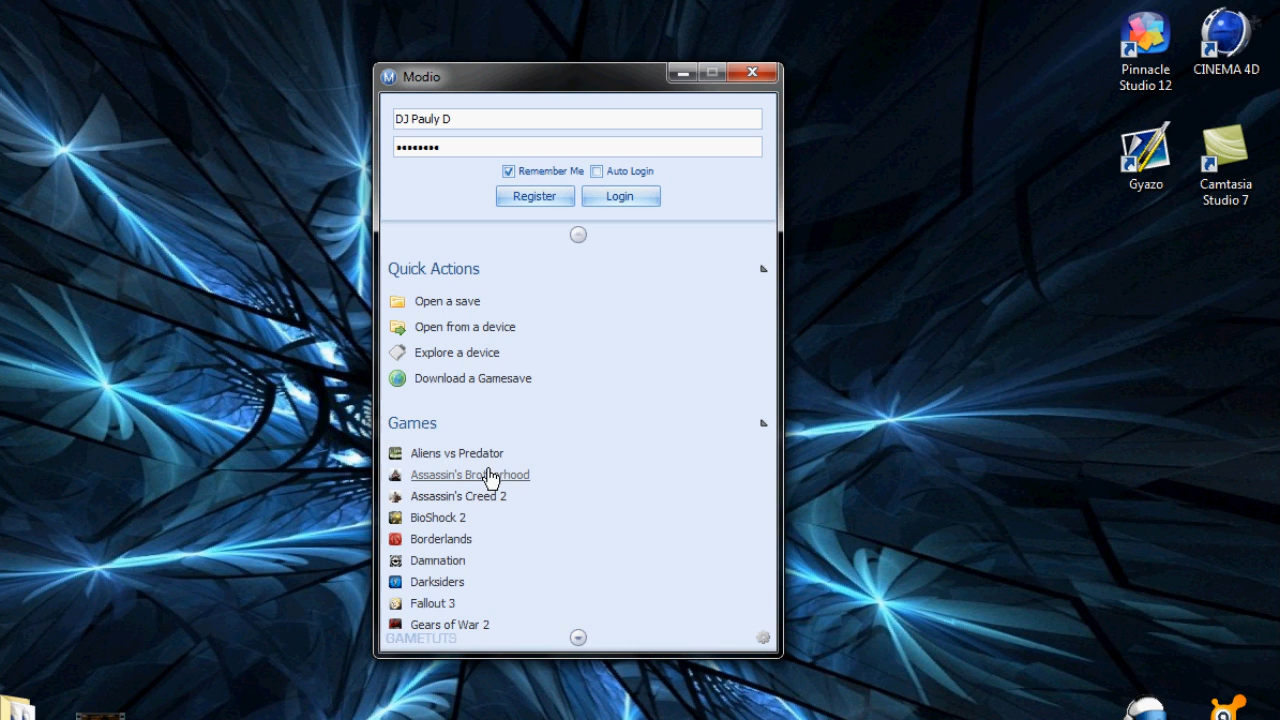 Modio
DJ Pauly D
Remember Me Auto Login
Register Login
Quick Actions
Open a save
Open from a device
Explore a device
Download a Gamesave
Games
Aliens vs Predator
Assassin's Brotherhood
Assassin's Creed 2
BioShock 2
Borderlands
Damnation
Darksiders
Fallout 3
Gears of War 2
GAMETUTS
Pinnacle
Studio 12
CINEMA 4D
Gyazo
Camtasia
Studio 7